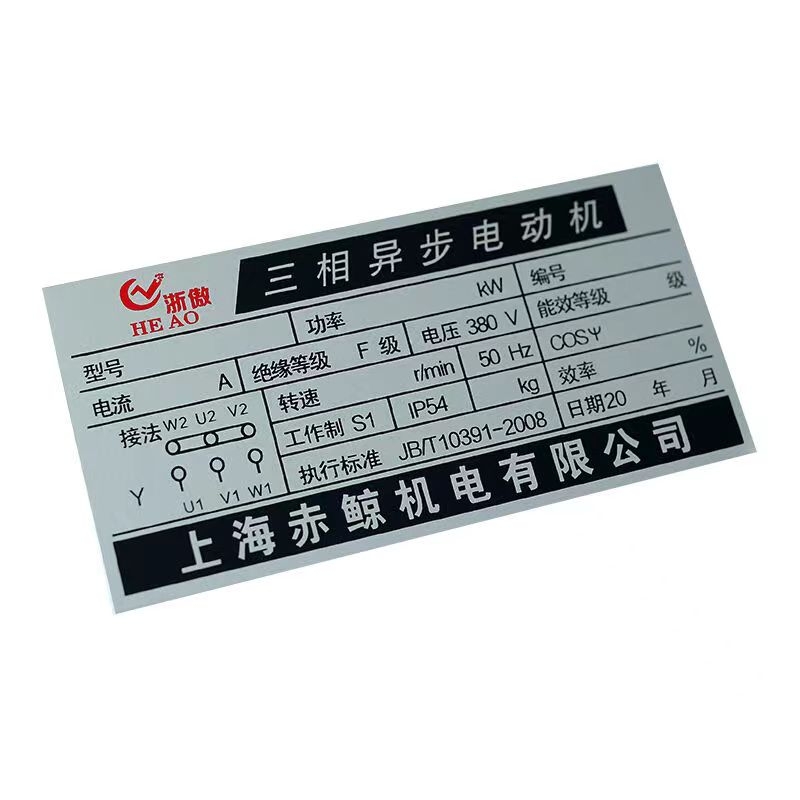 浙傲
HE AO
三相异步电动机
型号 功率 kW 编号
电流 A 绝缘等级 F 级 电压 380 V 能效等级 级
接法 转速 r/min 50 Hz COSΨ
W2 U2 V2
工作制 S1 IP54 kg 效率 %
Y U1 V1 W1
执行标准 JB/T10391-2008 日期20 年 月
上海赤鲸机电有限公司